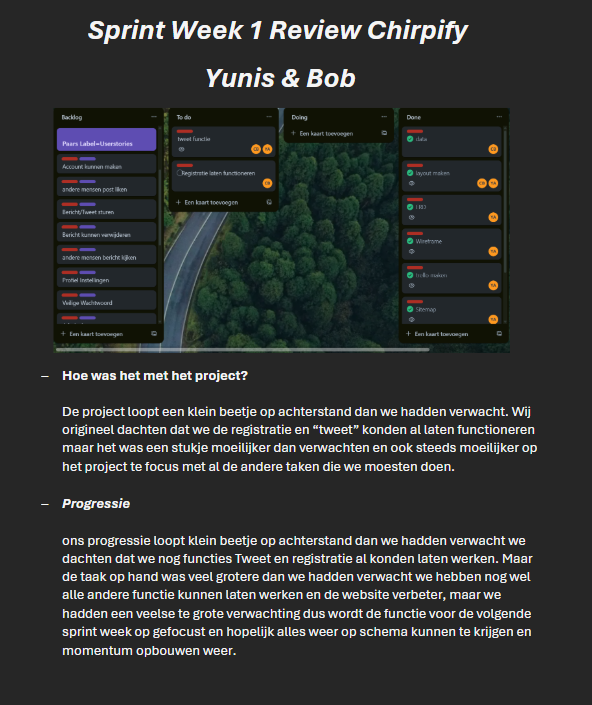 Sprint Week 1 Review Chirpify
Yunis & Bob
Backlog
Paars Label=Userstories
Account kunnen maken
andere mensen post liken
Bericht/Tweet sturen
Bericht kunnen verwijderen
andere mensen bericht kijken
Profiel Instellingen
Veilige Wachtwoord
+ Een kaart toevoegen
To do
tweet functie
Registratie laten functioneren
+ Een kaart toevoegen
Doing
+ Een kaart toevoegen
Done
data
layout maken
Wireframe
trello maken
Sitemap
+ Een kaart toevoegen
– Hoe was het met het project?
De project loopt een klein beetje op achterstand dan we hadden verwacht. Wij
origineel dachten dat we de registratie en “tweet” konden al laten functioneren
maar het was een stukje moeilijker dan verwachten en ook steeds moeilijker op
het project te focus met al de andere taken die we moesten doen.
– Progressie
ons progressie loopt klein beetje op achterstand dan we hadden verwacht we
dachten dat we nog functies Tweet en registratie al konden laten werken. Maar
de taak op hand was veel grotere dan we hadden verwacht we hebben nog wel
alle andere functie kunnen laten werken en de website verbeter, maar we
hadden een veelse te grote verwachting dus wordt de functie voor de volgende
sprint week op gefocust en hopelijk alles weer op schema kunnen te krijgen en
momentum opbouwen weer.